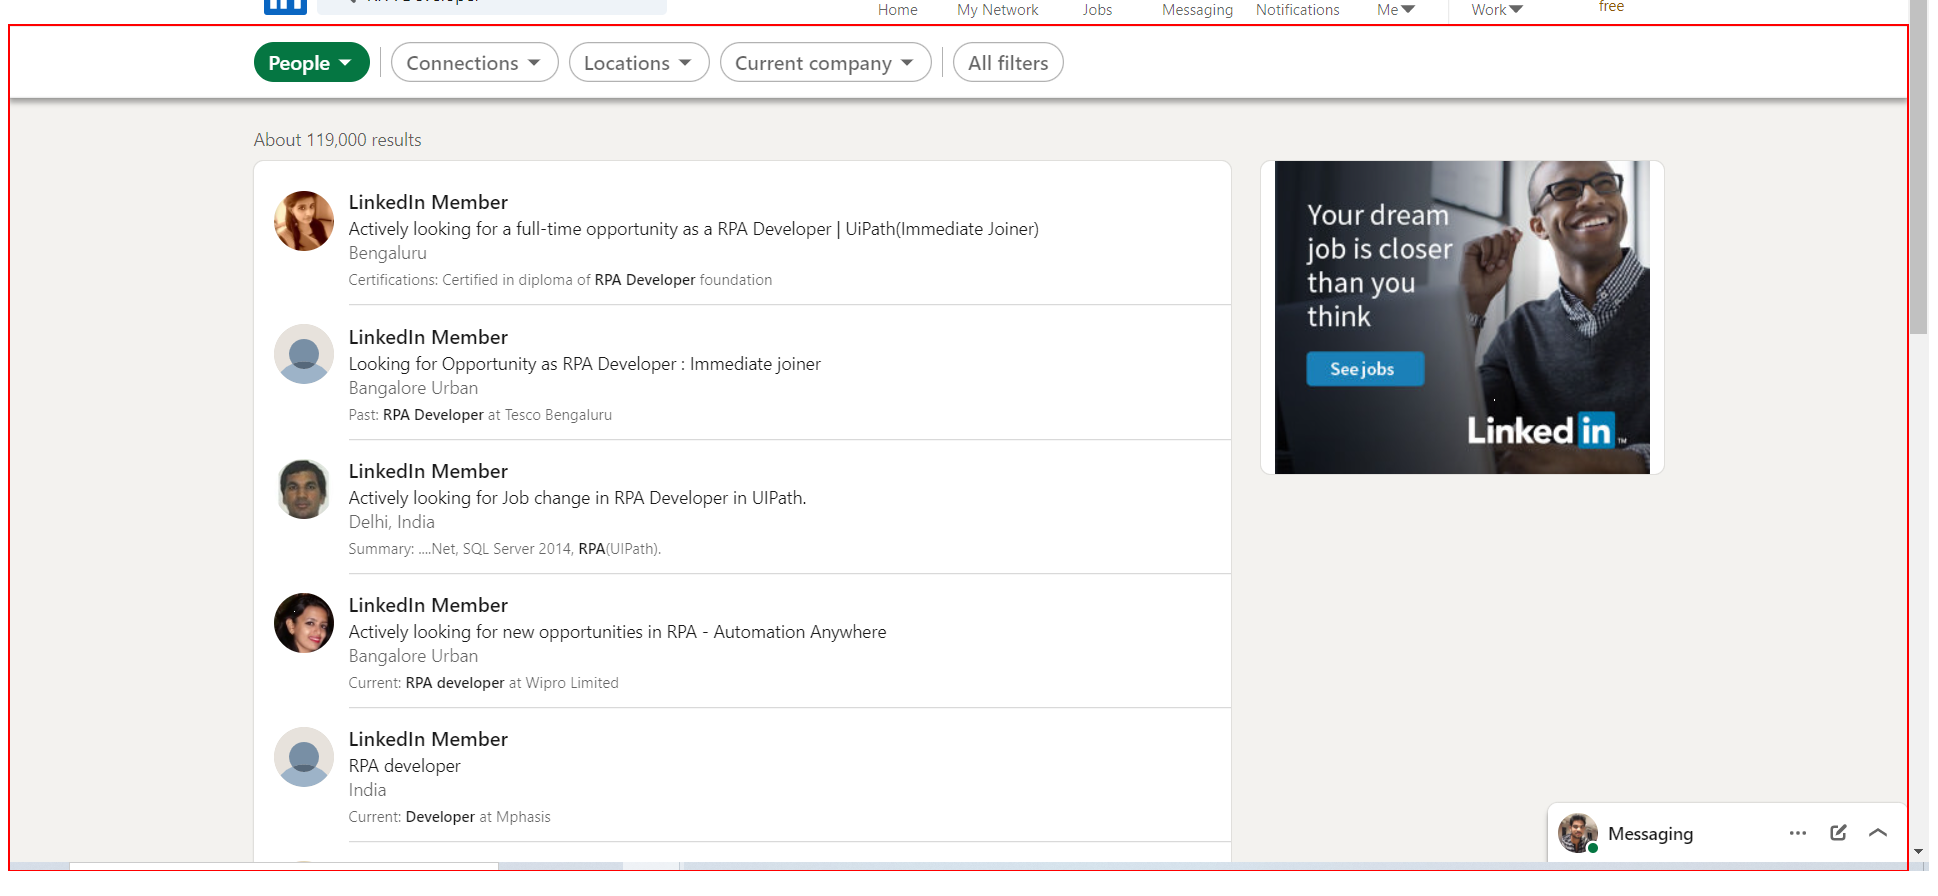 Home My Network Jobs Messaging Notifications Me Work free
People Connections Locations Current company All filters
About 119,000 results
LinkedIn Member
Actively looking for a full-time opportunity as a RPA Developer | UiPath(Immediate Joiner)
Bengaluru
Certifications: Certified in diploma of RPA Developer foundation
LinkedIn Member
Looking for Opportunity as RPA Developer : Immediate joiner
Bangalore Urban
Past: RPA Developer at Tesco Bengaluru
LinkedIn Member
Actively looking for Job change in RPA Developer in UIPath.
Delhi, India
Summary: ....Net, SQL Server 2014, RPA(UIPath).
LinkedIn Member
Actively looking for new opportunities in RPA - Automation Anywhere
Bangalore Urban
Current: RPA developer at Wipro Limited
LinkedIn Member
RPA developer
India
Current: Developer at Mphasis
Your dream
job is closer
than you
think
See jobs
Linked in ™
Messaging